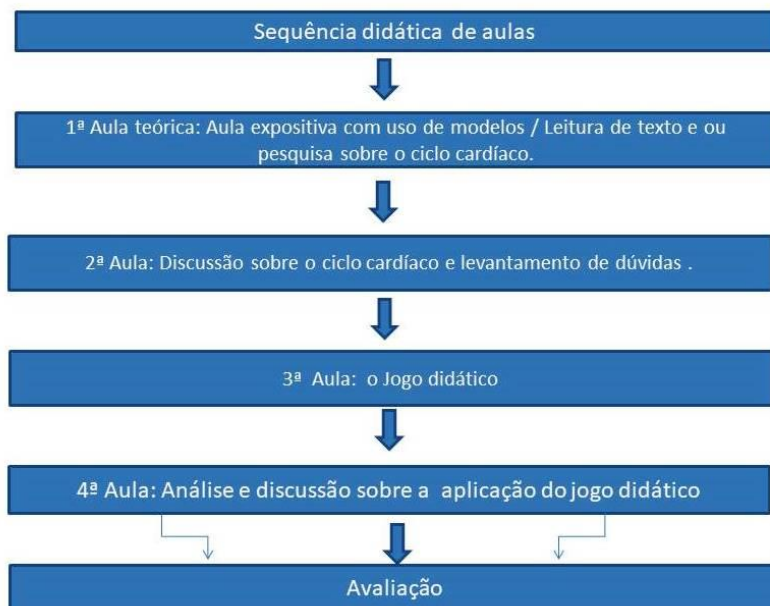 Sequência didática de aulas
1ª Aula teórica: Aula expositiva com uso de modelos / Leitura de texto e ou
pesquisa sobre o ciclo cardíaco.
2ª Aula: Discussão sobre o ciclo cardíaco e levantamento de dúvidas .
3ª Aula: o Jogo didático
4ª Aula: Análise e discussão sobre a aplicação do jogo didático
Avaliação